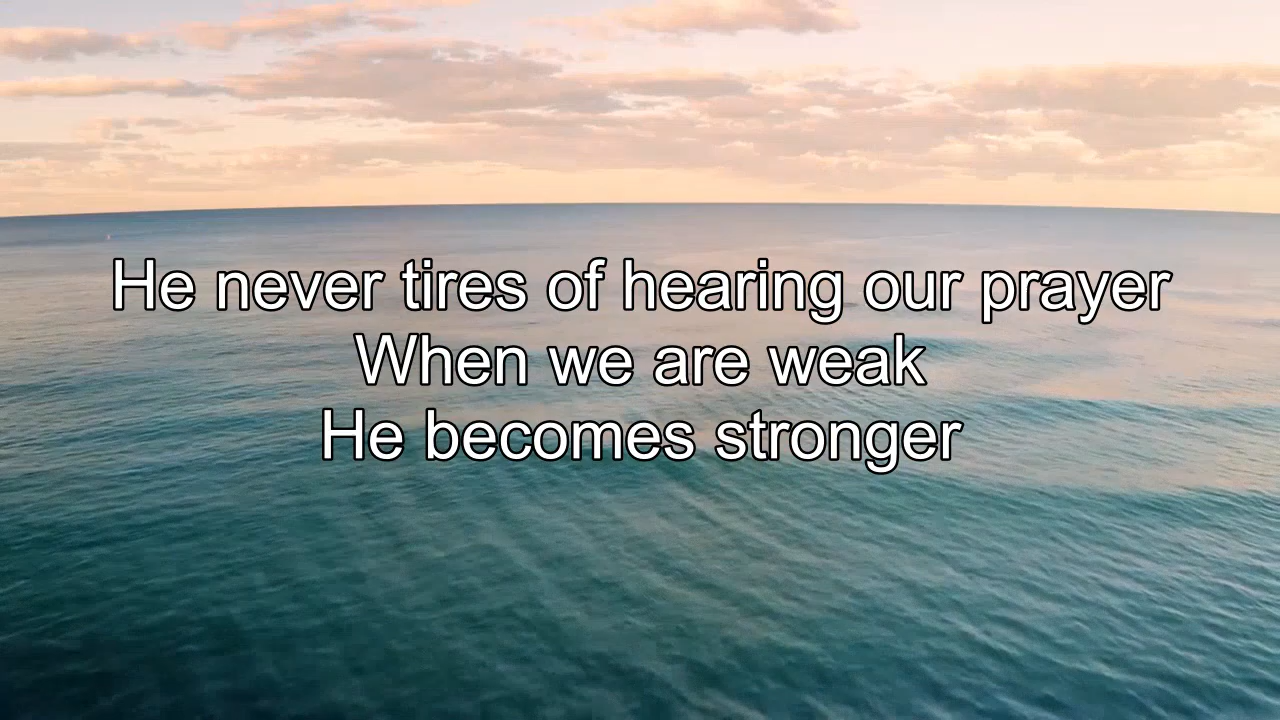 He never tires of hearing our prayer
When we are weak
He becomes stronger